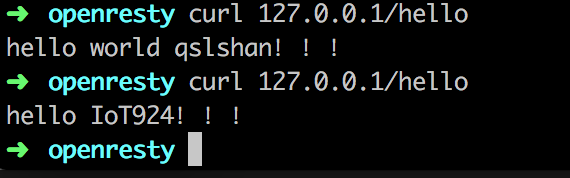 ➜ openresty curl 127.0.0.1/hello
hello world qslshan! ! !
➜ openresty curl 127.0.0.1/hello
hello IoT924! ! !
➜ openresty